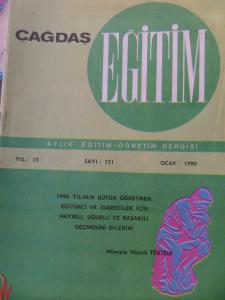 ÇAĞDAŞ
EĞİTİM
AYLIK EĞİTİM-ÖĞRETİM DERGİSİ
YIL: 15 SAYI: 151 OCAK: 1990
1990 YILININ BÜTÜN ÖĞRETMEN,
EĞİTİMCİ VE İDARECİLER İÇİN
HAYIRLI, UĞURLU VE BAŞARILI
GEÇMESİNİ DİLERİM
Hüseyin Hüsnü TEKIŞIK